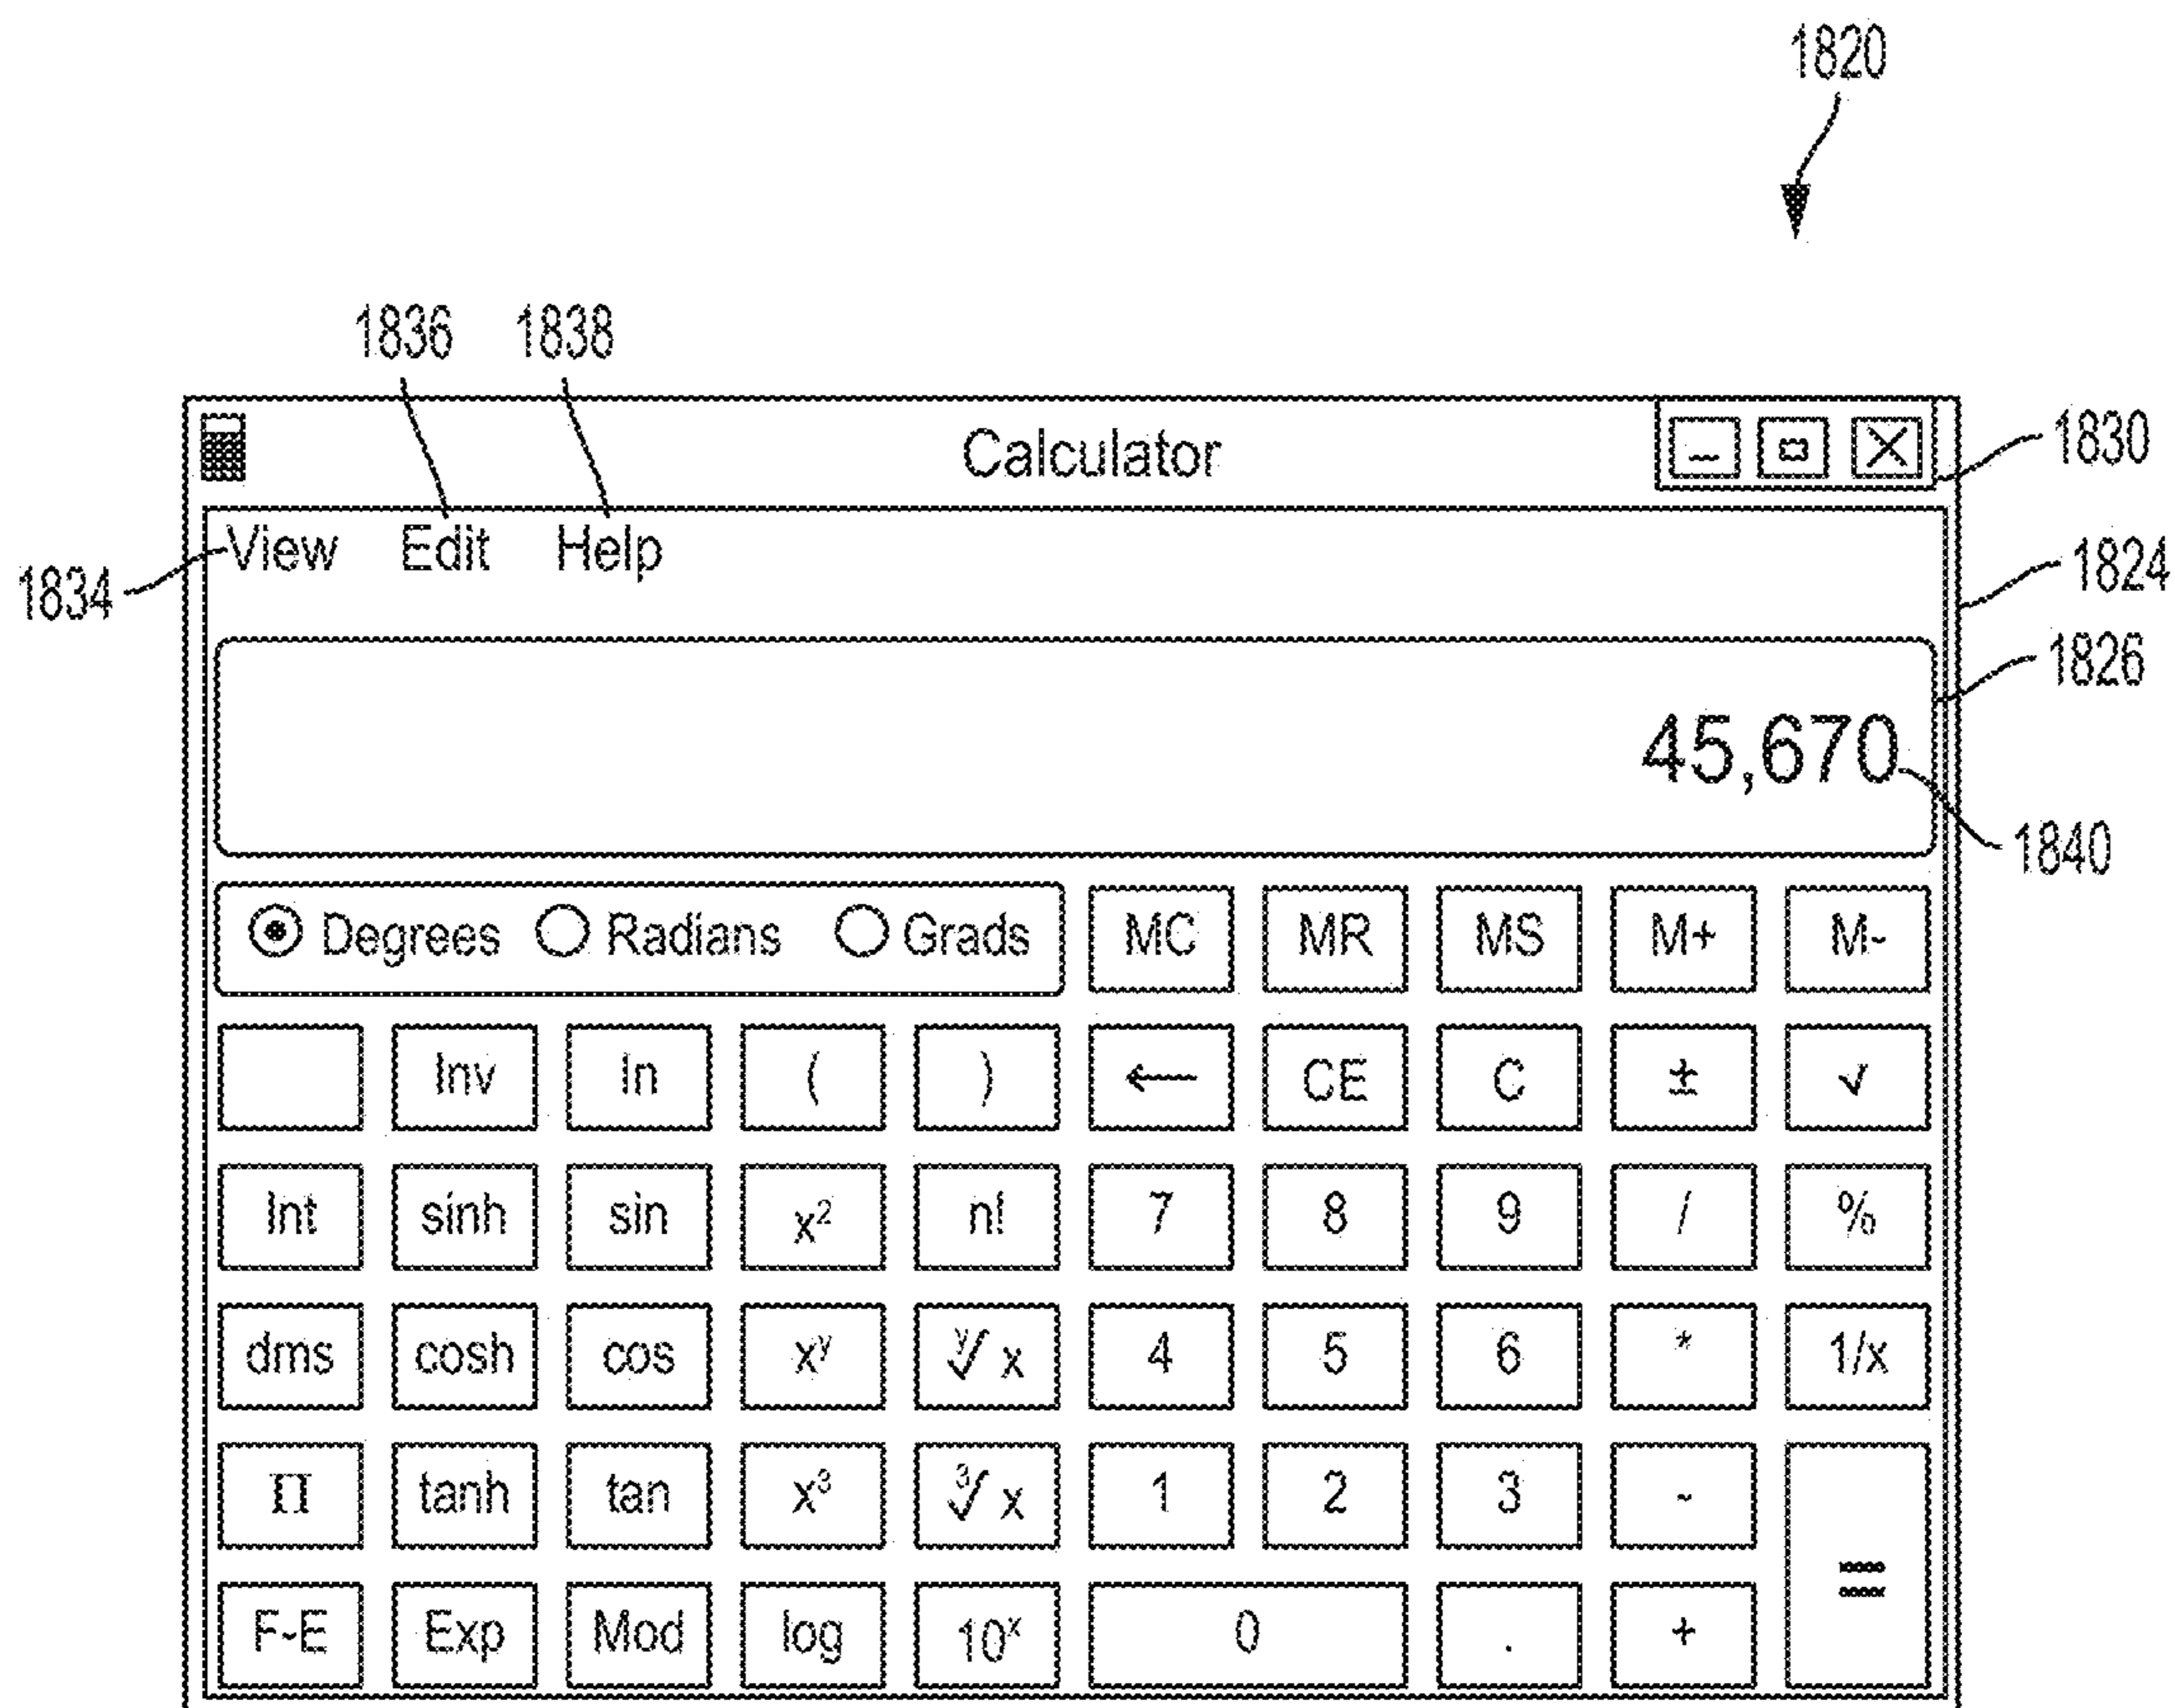 1820
1836 1838
Calculator
1830
View Edit Help
1834
1824
1826
45,670
1840
Degrees Radians Grads MC MR MS M+ M-
Inv In ( ) ← CE C ± √
Int sinh sin x² n! 7 8 9 / %
dms cosh cos xʸ ʸ√x 4 5 6 * 1/x
Π tanh tan x³ ³√x 1 2 3 - =
F-E Exp Mod log 10ˣ 0 . +